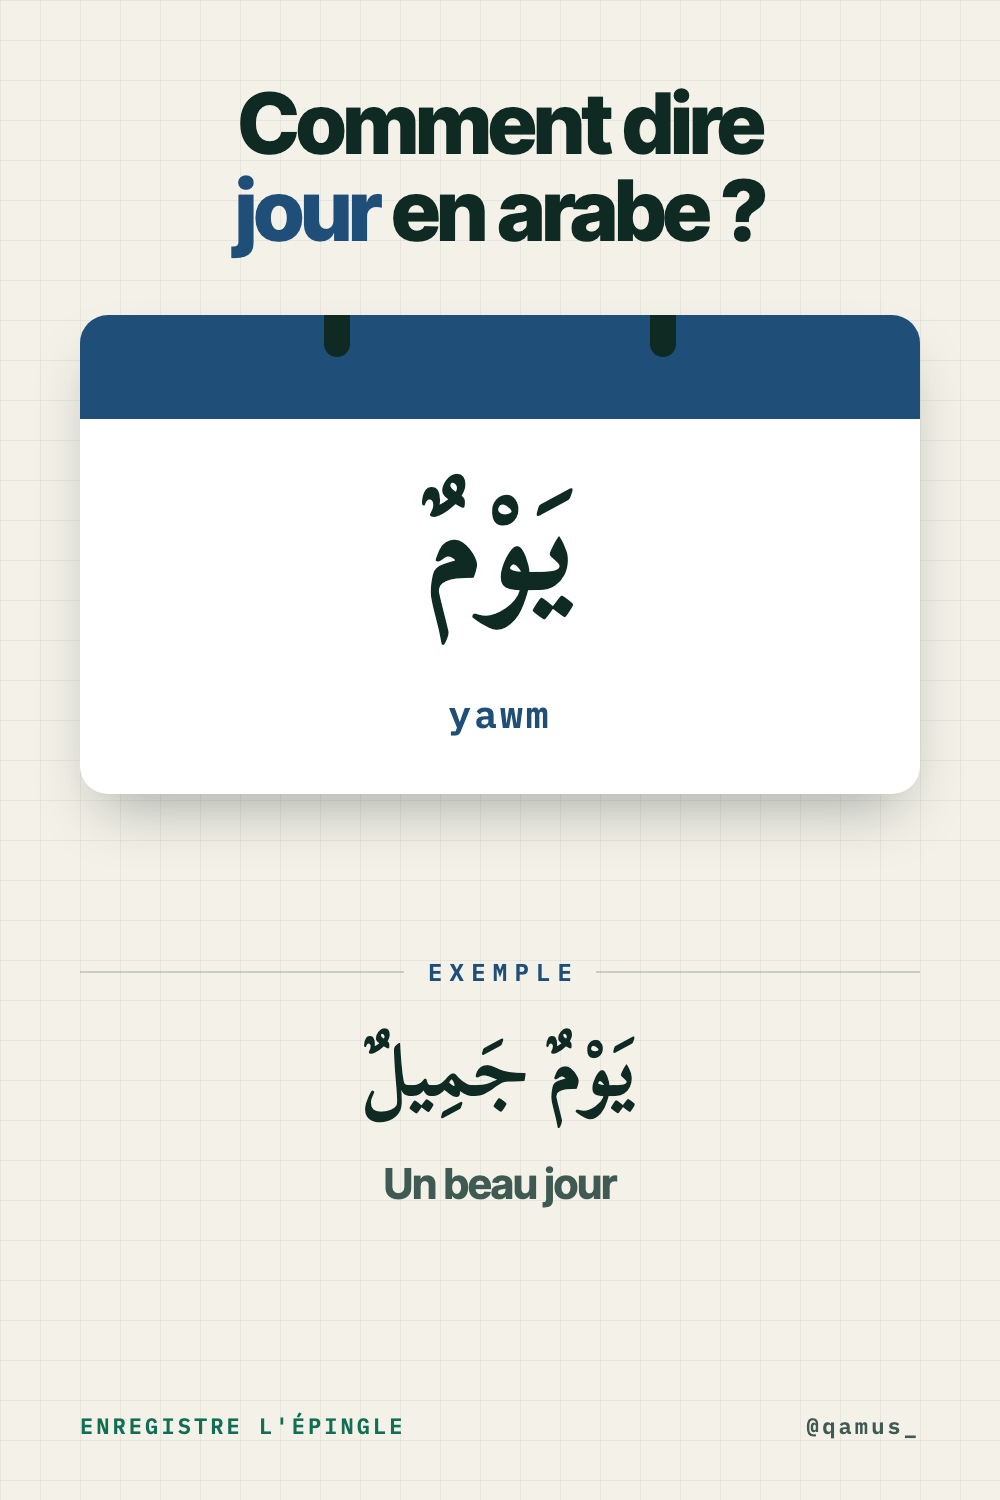 Comment dire
jour en arabe ?
يَوْمٌ
yawm
EXEMPLE
يَوْمٌ جَمِيلٌ
Un beau jour
ENREGISTRE L'ÉPINGLE
@qamus_